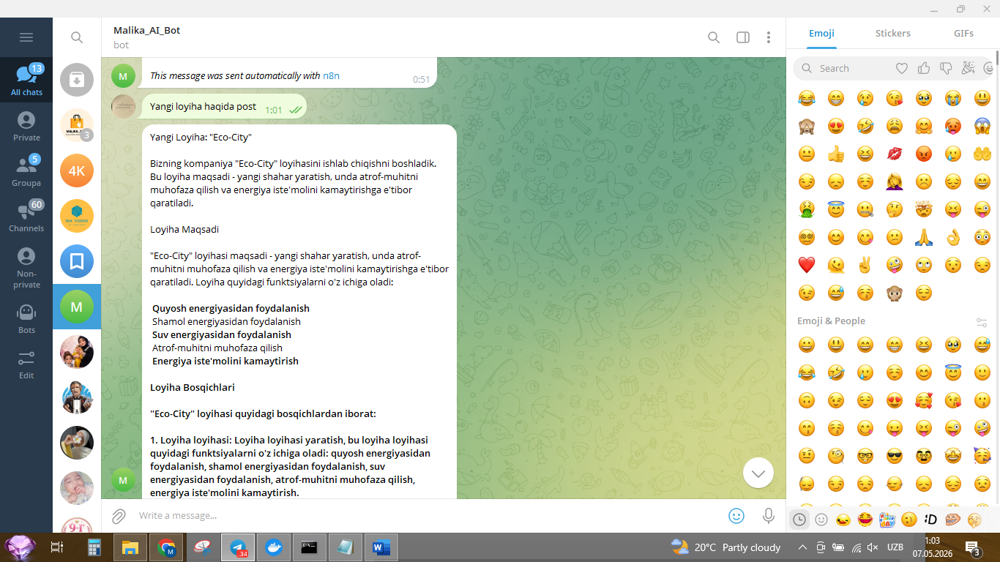 Malika_AI_Bot
bot
13
All chats
Private
5
Groupa
60
Channels
Non-
private
Bots
Edit
3
4K
BOX VIDEOS
M
9-Г
M
This message was sent automatically with n8n
0:51
Yangi loyiha haqida post
1:01
Yangi Loyiha: "Eco-City"
Bizning kompaniya "Eco-City" loyihasini ishlab chiqishni boshladik.
Bu loyiha maqsadi - yangi shahar yaratish, unda atrof-muhitni
muhofaza qilish va energiya iste'molini kamaytirishga e'tibor
qaratiladi.
Loyiha Maqsadi
"Eco-City" loyihasi maqsadi - yangi shahar yaratish, unda atrof-
muhitni muhofaza qilish va energiya iste'molini kamaytirishga e'tibor
qaratiladi. Loyiha quyidagi funktsiyalarni o'z ichiga oladi:
Quyosh energiyasidan foydalanish
Shamol energiyasidan foydalanish
Suv energiyasidan foydalanish
Atrof-muhitni muhofaza qilish
Energiya iste'molini kamaytirish
Loyiha Bosqichlari
"Eco-City" loyihasi quyidagi bosqichlardan iborat:
1. Loyiha loyihasi: Loyiha loyihasi yaratish, bu loyiha loyihasi
quyidagi funktsiyalarni o'z ichiga oladi: quyosh energiyasidan
foydalanish, shamol energiyasidan foydalanish, suv
energiyasidan foydalanish, atrof-muhitni muhofaza qilish,
energiya iste'molini kamaytirish.
M
Write a message...
Emoji
Stickers
GIFs
Search
Emoji & People
:D
M
34
W
20°C Partly cloudy
UZB
1:03
07.05.2026
3